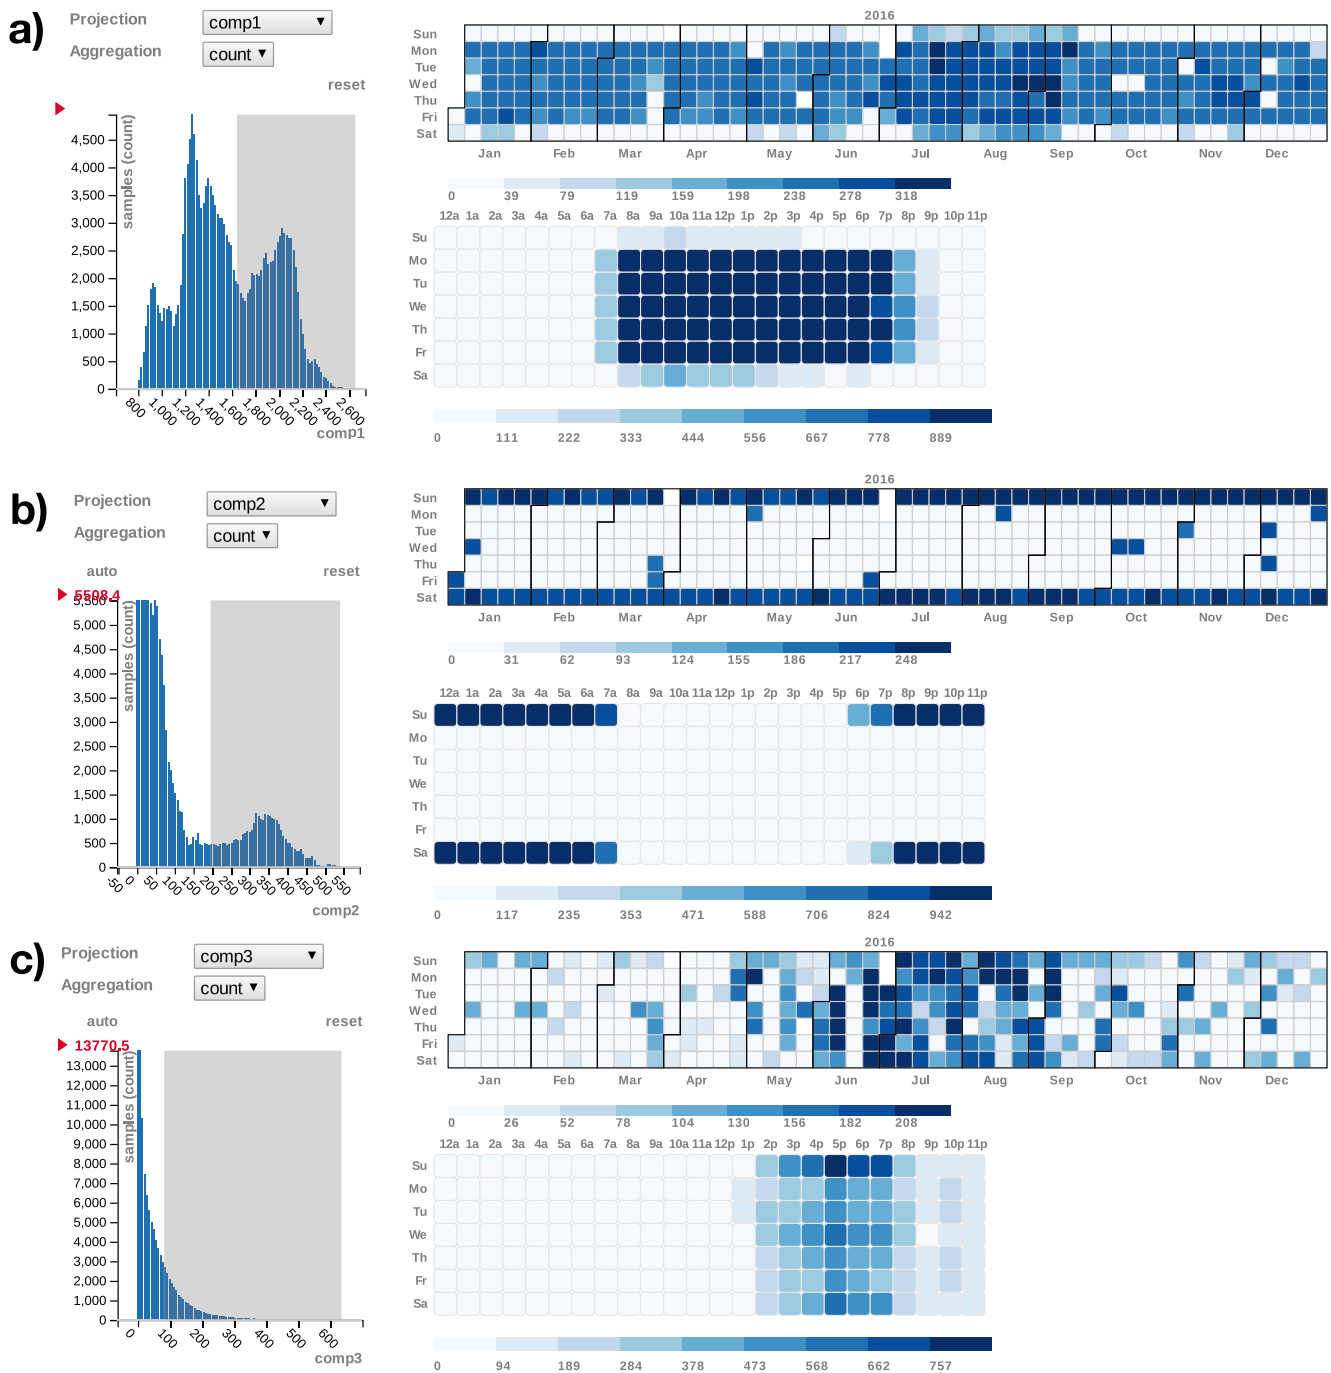 a)
Projection comp1 ▼
Aggregation count ▼
reset
samples (count)
4,500
4,000
3,500
3,000
2,500
2,000
1,500
1,000
500
0
800 1,000 1,200 1,400 1,600 1,800 2,000 2,200 2,400 2,600
comp1
2016
Sun
Mon
Tue
Wed
Thu
Fri
Sat
Jan Feb Mar Apr May Jun Jul Aug Sep Oct Nov Dec
0 39 79 119 159 198 238 278 318
12a 1a 2a 3a 4a 5a 6a 7a 8a 9a 10a 11a 12p 1p 2p 3p 4p 5p 6p 7p 8p 9p 10p 11p
Su
Mo
Tu
We
Th
Fr
Sa
0 111 222 333 444 556 667 778 889
b)
Projection comp2 ▼
Aggregation count ▼
auto reset
5508.4
samples (count)
5,500
5,000
4,500
4,000
3,500
3,000
2,500
2,000
1,500
1,000
500
0
-50 0 50 100 150 200 250 300 350 400 450 500 550
comp2
2016
Sun
Mon
Tue
Wed
Thu
Fri
Sat
Jan Feb Mar Apr May Jun Jul Aug Sep Oct Nov Dec
0 31 62 93 124 155 186 217 248
12a 1a 2a 3a 4a 5a 6a 7a 8a 9a 10a 11a 12p 1p 2p 3p 4p 5p 6p 7p 8p 9p 10p 11p
Su
Mo
Tu
We
Th
Fr
Sa
0 117 235 353 471 588 706 824 942
c)
Projection comp3 ▼
Aggregation count ▼
auto reset
13770.5
samples (count)
13,000
12,000
11,000
10,000
9,000
8,000
7,000
6,000
5,000
4,000
3,000
2,000
1,000
0
0 100 200 300 400 500 600
comp3
2016
Sun
Mon
Tue
Wed
Thu
Fri
Sat
Jan Feb Mar Apr May Jun Jul Aug Sep Oct Nov Dec
0 26 52 78 104 130 156 182 208
12a 1a 2a 3a 4a 5a 6a 7a 8a 9a 10a 11a 12p 1p 2p 3p 4p 5p 6p 7p 8p 9p 10p 11p
Su
Mo
Tu
We
Th
Fr
Sa
0 94 189 284 378 473 568 662 757